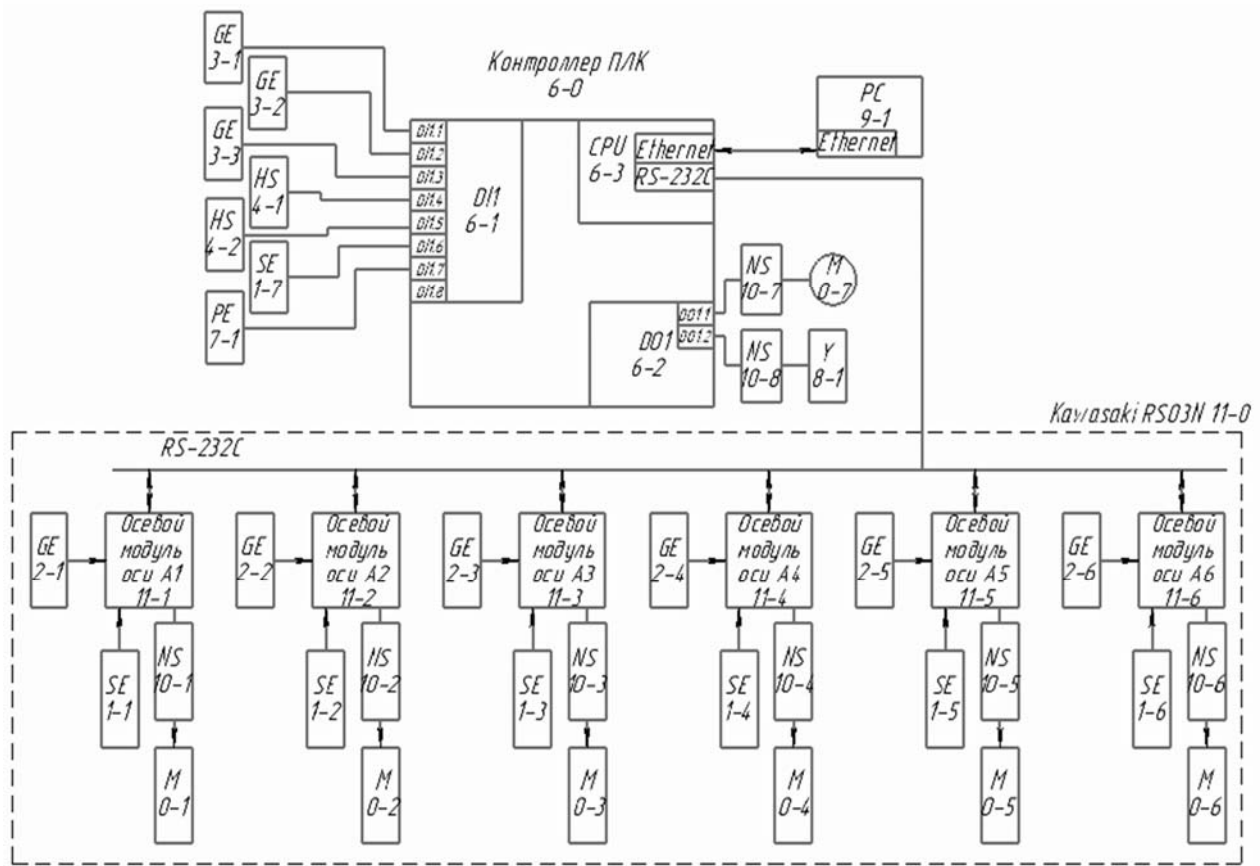 GE
3-1
GE
3-2
GE
3-3
HS
4-1
HS
4-2
SE
1-7
PE
7-1
Контроллер ПЛК
6-0
DI1.1
DI1.2
DI1.3
DI1.4
DI1.5
DI1.6
DI1.7
DI1.8
DI1
6-1
CPU
6-3
Ethernet
RS-232C
PC
9-1
Ethernet
DO1.1
DO1.2
DO1
6-2
NS
10-7
M
0-7
NS
10-8
Y
8-1
Kawasaki RS03N 11-0
RS-232C
GE
2-1
Осевой
модуль
оси А1
11-1
SE
1-1
NS
10-1
M
0-1
GE
2-2
Осевой
модуль
оси А2
11-2
SE
1-2
NS
10-2
M
0-2
GE
2-3
Осевой
модуль
оси А3
11-3
SE
1-3
NS
10-3
M
0-3
GE
2-4
Осевой
модуль
оси А4
11-4
SE
1-4
NS
10-4
M
0-4
GE
2-5
Осевой
модуль
оси А5
11-5
SE
1-5
NS
10-5
M
0-5
GE
2-6
Осевой
модуль
оси А6
11-6
SE
1-6
NS
10-6
M
0-6